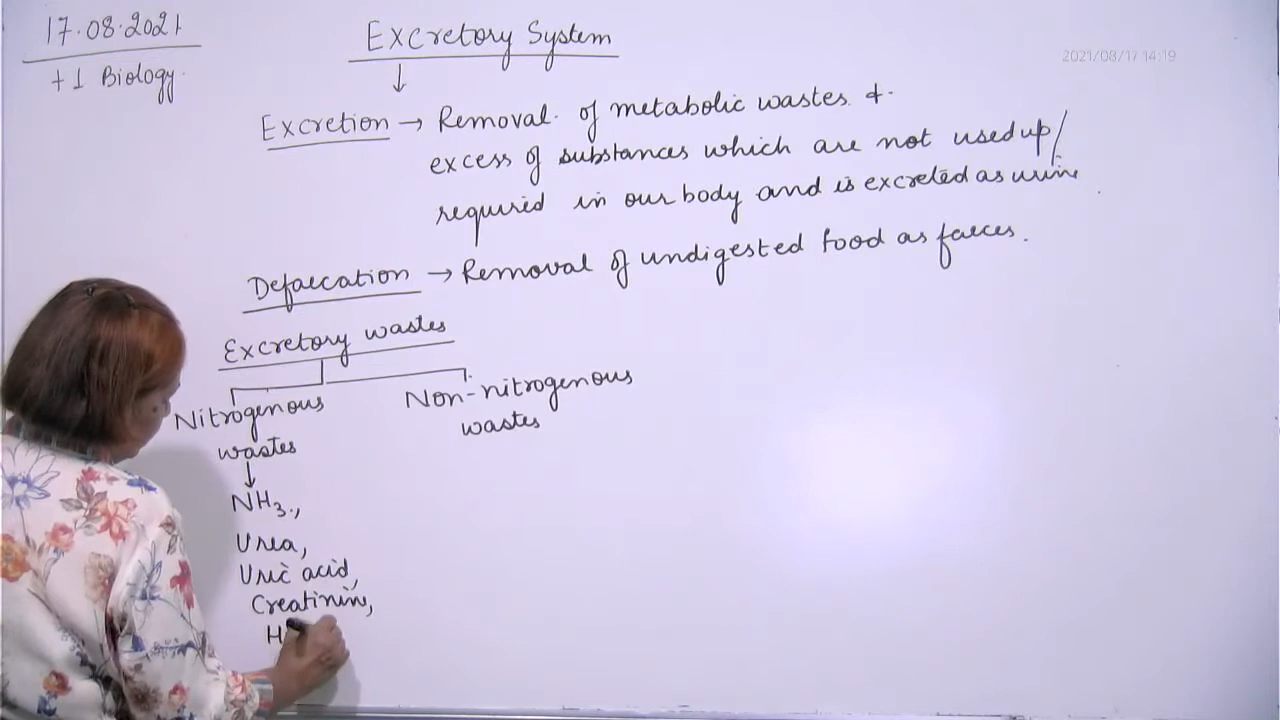 17.08.2021
+1 Biology
2021/08/17 14:19
Excretory System
Excretion → Removal of metabolic wastes &
excess of substances which are not used up/
required in our body and is excreted as urine
Defaecation → Removal of undigested food as faeces.
Excretory wastes
Nitrogenous wastes
Non-nitrogenous wastes
NH3,
Urea,
Uric acid,
Creatinine,
H